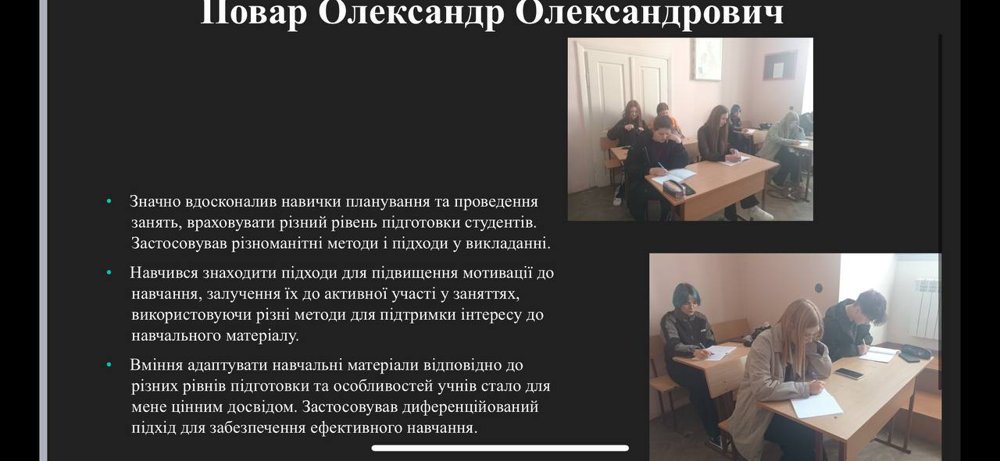 Повар Олександр Олександрович
Значно вдосконалив навички планування та проведення
занять, враховувати різний рівень підготовки студентів.
Застосовував різноманітні методи і підходи у викладанні.
Навчився знаходити підходи для підвищення мотивації до
навчання, залучення їх до активної участі у заняттях,
використовуючи різні методи для підтримки інтересу до
навчального матеріалу.
Вміння адаптувати навчальні матеріали відповідно до
різних рівнів підготовки та особливостей учнів стало для
мене цінним досвідом. Застосовував диференційований
підхід для забезпечення ефективного навчання.